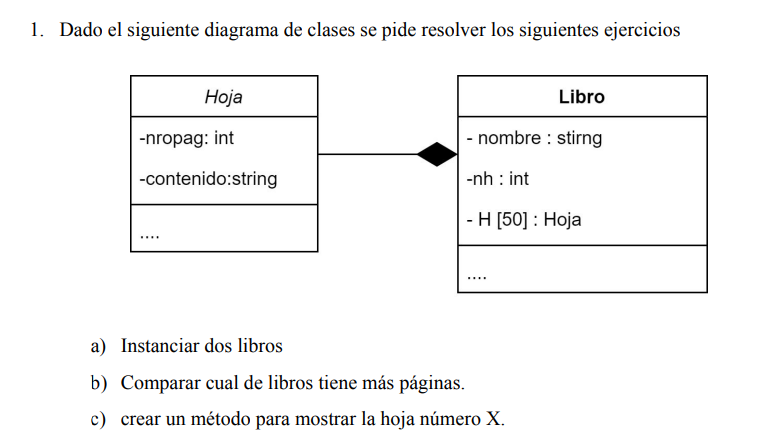 1. Dado el siguiente diagrama de clases se pide resolver los siguientes ejercicios
Hoja
-nropag: int
-contenido:string
....
Libro
- nombre : stirng
-nh : int
- H [50] : Hoja
....
a) Instanciar dos libros
b) Comparar cual de libros tiene más páginas.
c) crear un método para mostrar la hoja número X.